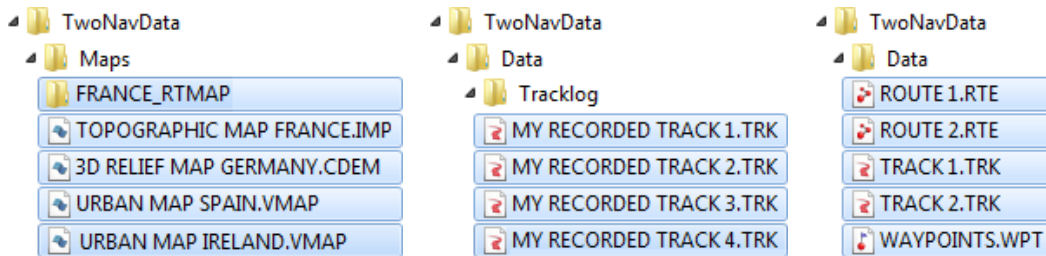 TwoNavData
Maps
FRANCE_RTMAP
TOPOGRAPHIC MAP FRANCE.IMP
3D RELIEF MAP GERMANY.CDEM
URBAN MAP SPAIN.VMAP
URBAN MAP IRELAND.VMAP
TwoNavData
Data
Tracklog
MY RECORDED TRACK 1.TRK
MY RECORDED TRACK 2.TRK
MY RECORDED TRACK 3.TRK
MY RECORDED TRACK 4.TRK
TwoNavData
Data
ROUTE 1.RTE
ROUTE 2.RTE
TRACK 1.TRK
TRACK 2.TRK
WAYPOINTS.WPT